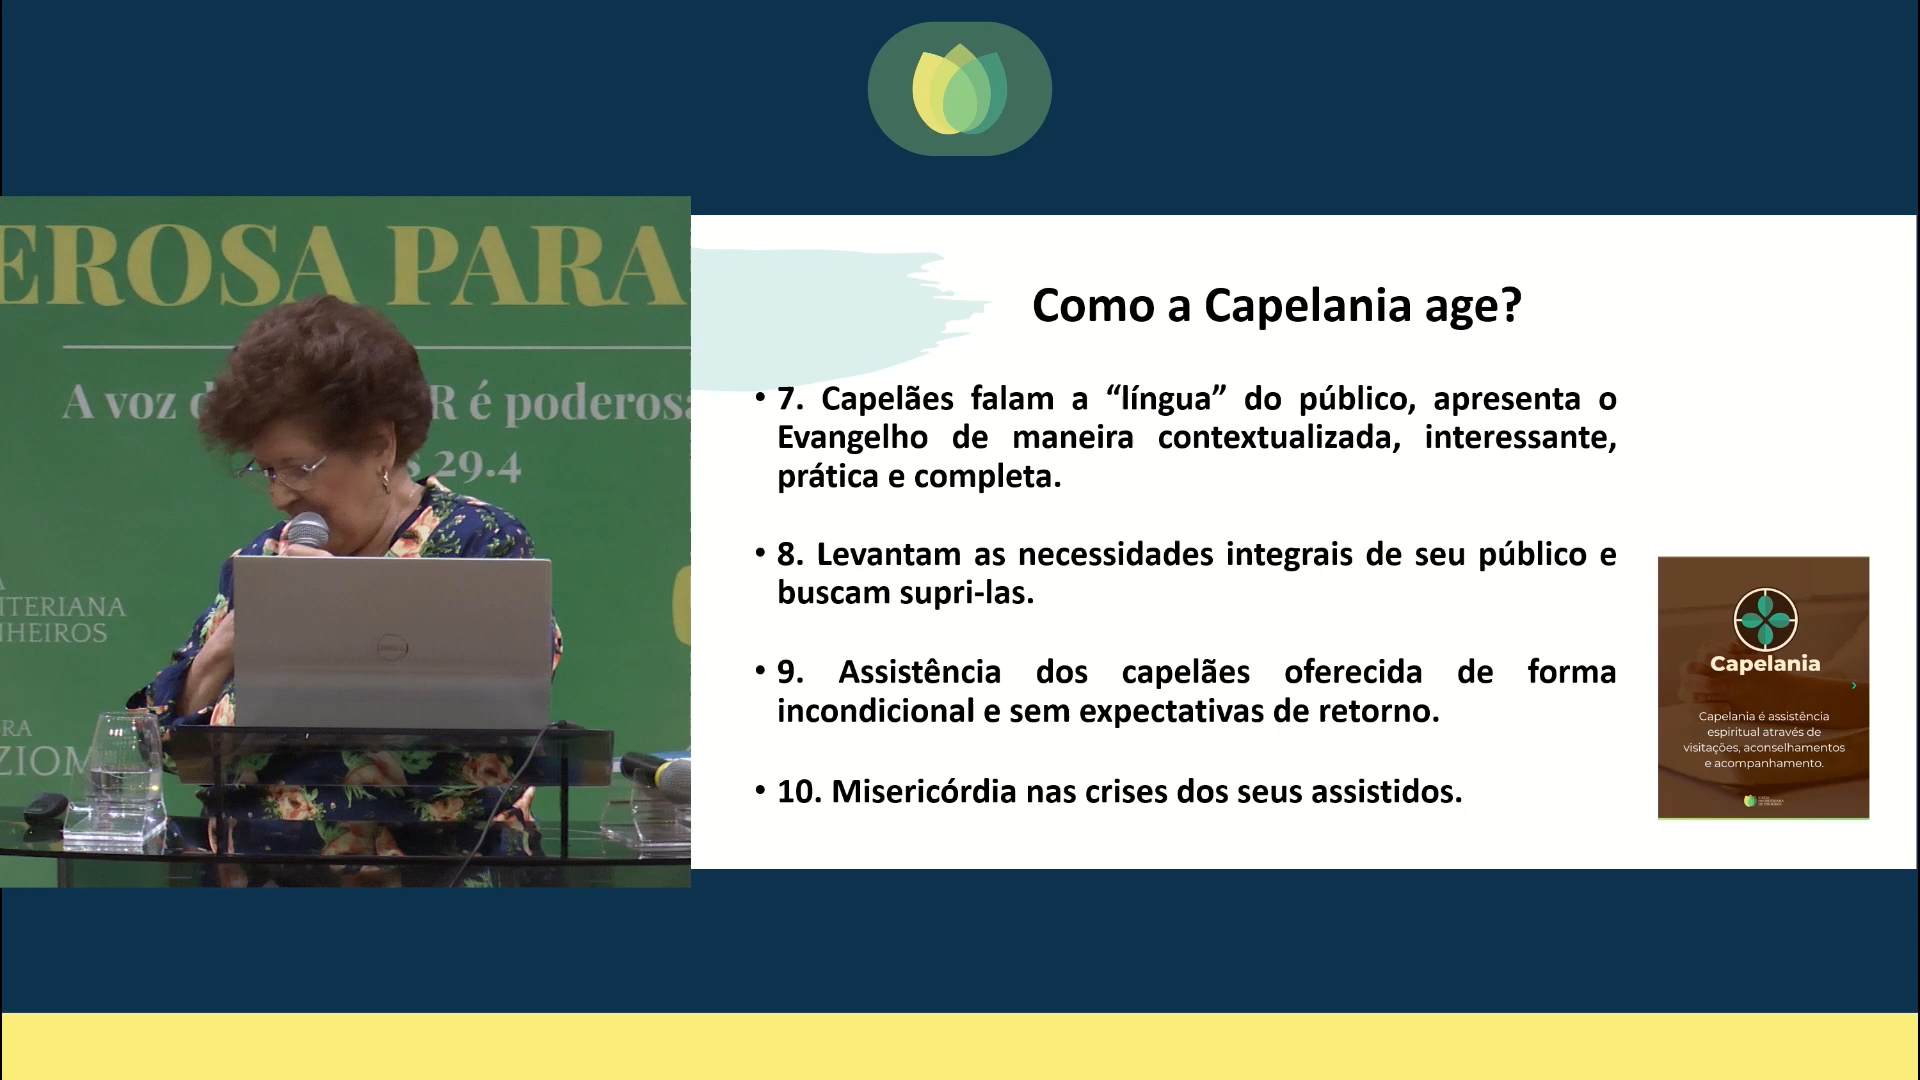 EROSA PARA
A voz d R é poderosa
29.4
ITERIANA
NHEIROS
RA
ZIOM
Como a Capelania age?
• 7. Capelães falam a “língua” do público, apresenta o
Evangelho de maneira contextualizada, interessante,
prática e completa.
• 8. Levantam as necessidades integrais de seu público e
buscam supri-las.
• 9. Assistência dos capelães oferecida de forma
incondicional e sem expectativas de retorno.
• 10. Misericórdia nas crises dos seus assistidos.
Capelania
Capelania é assistência
espiritual através de
visitações, aconselhamentos
e acompanhamento.